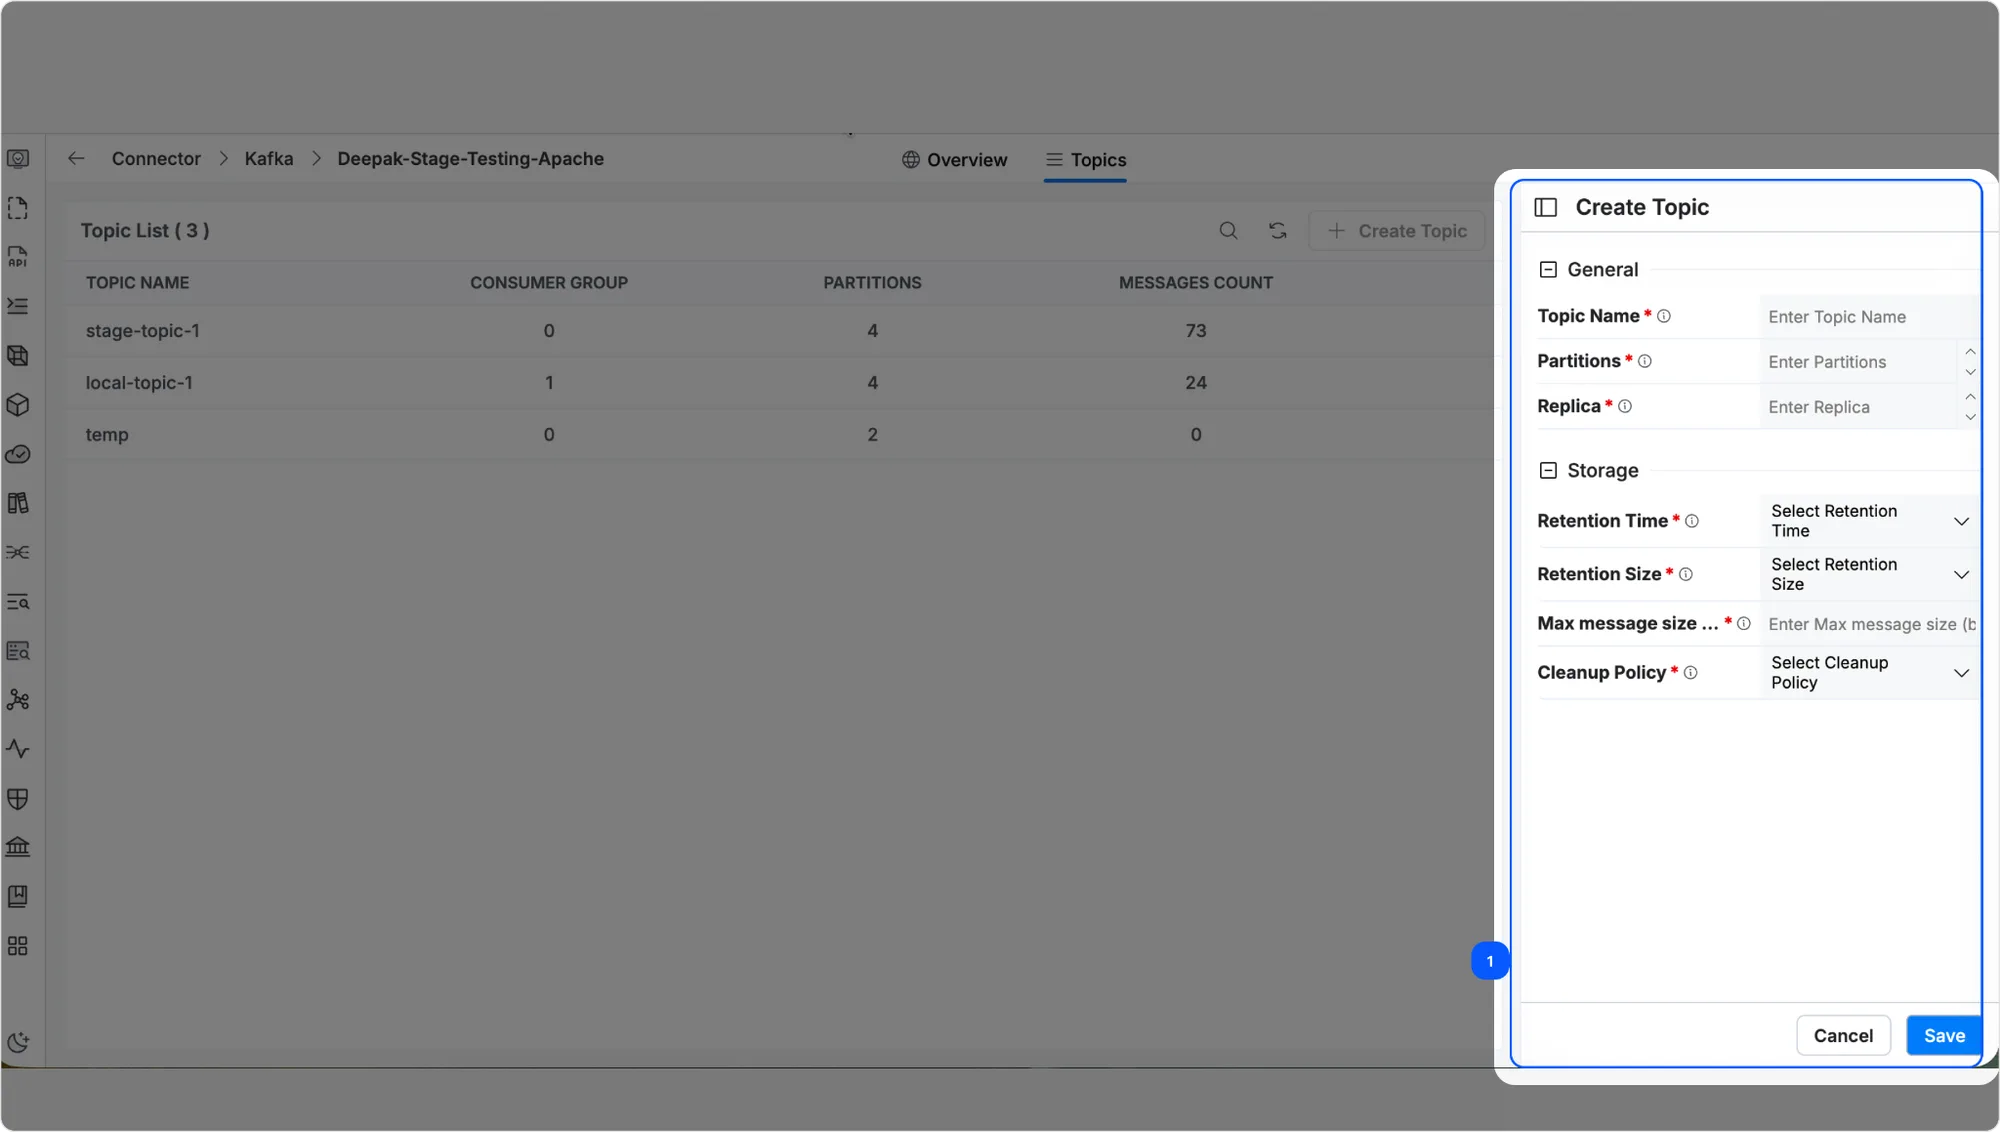 Connector > Kafka > Deepak-Stage-Testing-Apache
Overview
Topics
Topic List ( 3 )
+ Create Topic
TOPIC NAME CONSUMER GROUP PARTITIONS MESSAGES COUNT
stage-topic-1 0 4 73
local-topic-1 1 4 24
temp 0 2 0
API
Create Topic
General
Topic Name * Enter Topic Name
Partitions * Enter Partitions
Replica * Enter Replica
Storage
Retention Time * Select Retention
Time
Retention Size * Select Retention
Size
Max message size ... * Enter Max message size (b
Cleanup Policy * Select Cleanup
Policy
1
Cancel
Save